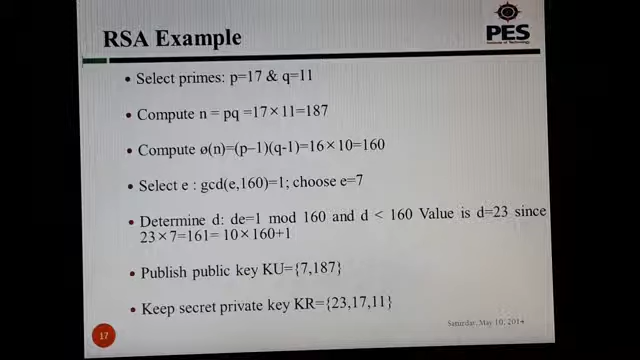 RSA Example
PES
Institute of Technology
• Select primes: p=17 & q=11
• Compute n = pq =17×11=187
• Compute ø(n)=(p–1)(q-1)=16×10=160
• Select e : gcd(e,160)=1; choose e=7
• Determine d: de=1 mod 160 and d < 160 Value is d=23 since
23×7=161= 10×160+1
• Publish public key KU={7,187}
• Keep secret private key KR={23,17,11}
17
Saturday, May 10, 2014